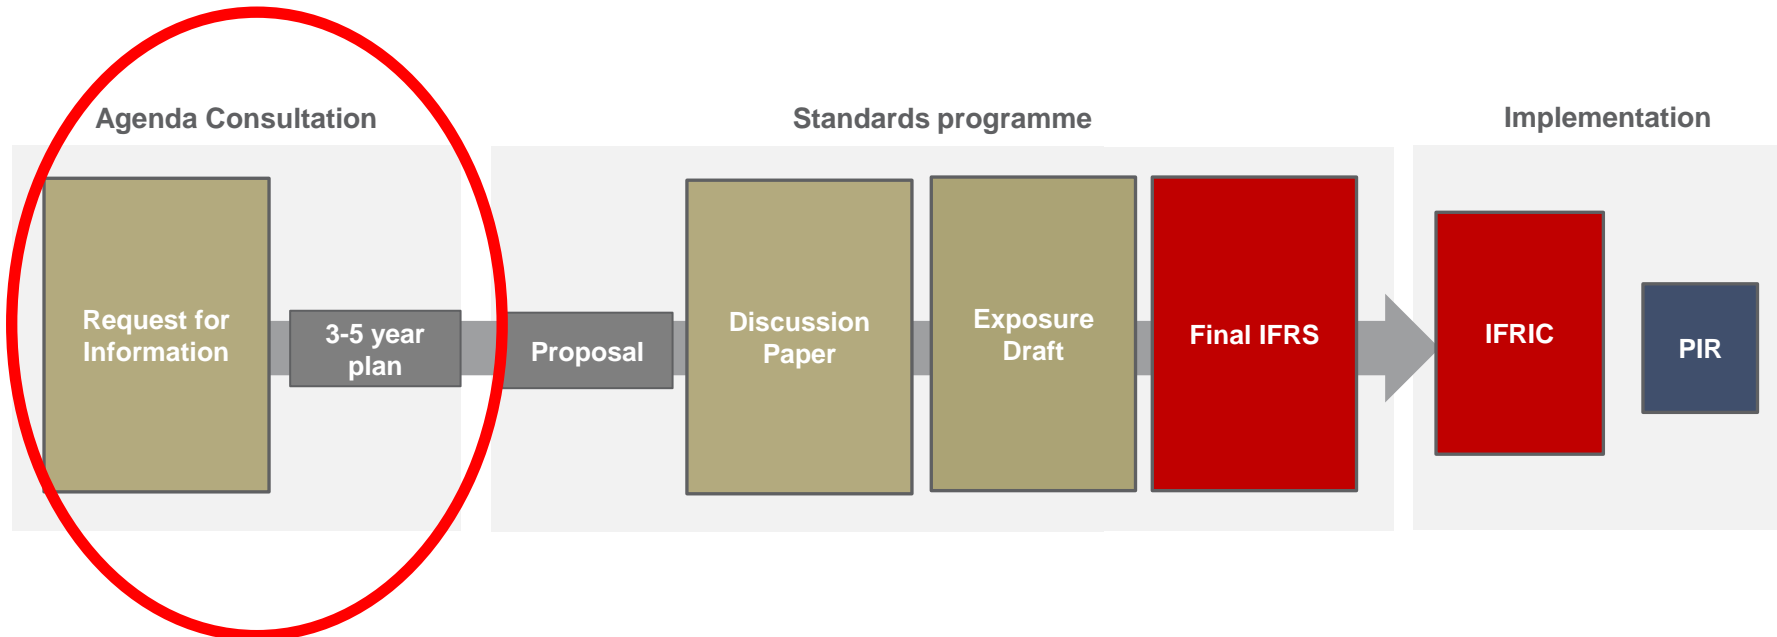 Agenda Consultation
Standards programme
Implementation
Request for
Information
3-5 year
plan
Proposal
Discussion
Paper
Exposure
Draft
Final IFRS
IFRIC
PIR